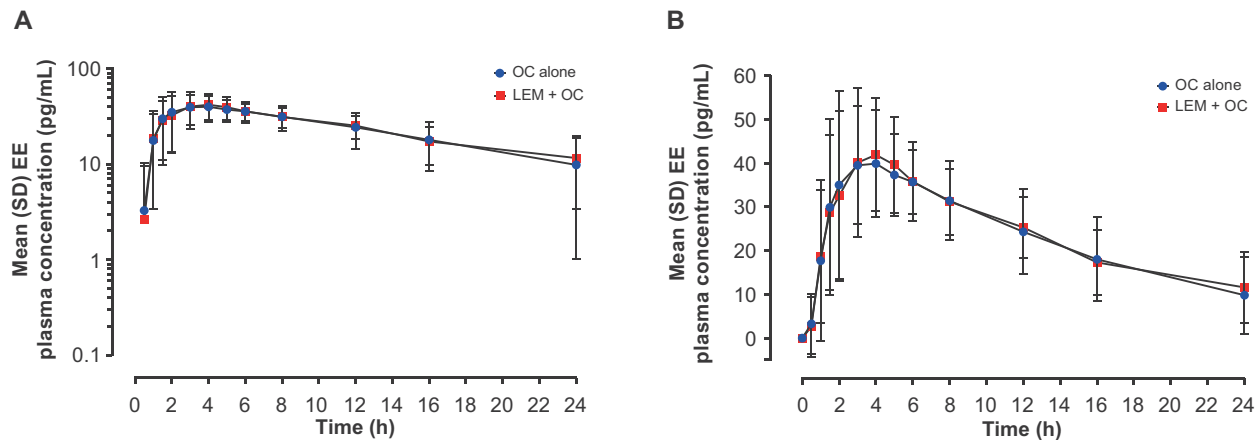 A
Mean (SD) EE
plasma concentration (pg/mL)
100
10
1
0.1
OC alone
LEM + OC
0 2 4 6 8 10 12 14 16 18 20 22 24
Time (h)
B
Mean (SD) EE
plasma concentration (pg/mL)
60
50
40
30
20
10
0
OC alone
LEM + OC
0 2 4 6 8 10 12 14 16 18 20 22 24
Time (h)